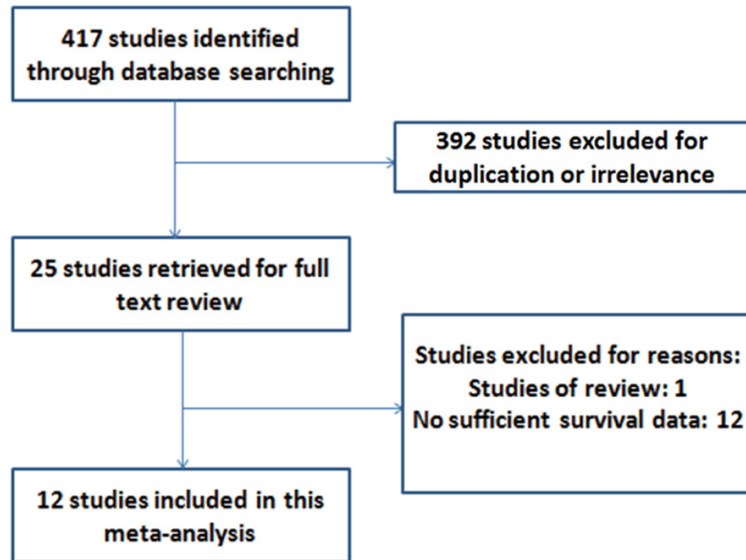 417 studies identified
through database searching
392 studies excluded for
duplication or irrelevance
25 studies retrieved for full
text review
Studies excluded for reasons:
Studies of review: 1
No sufficient survival data: 12
12 studies included in this
meta-analysis